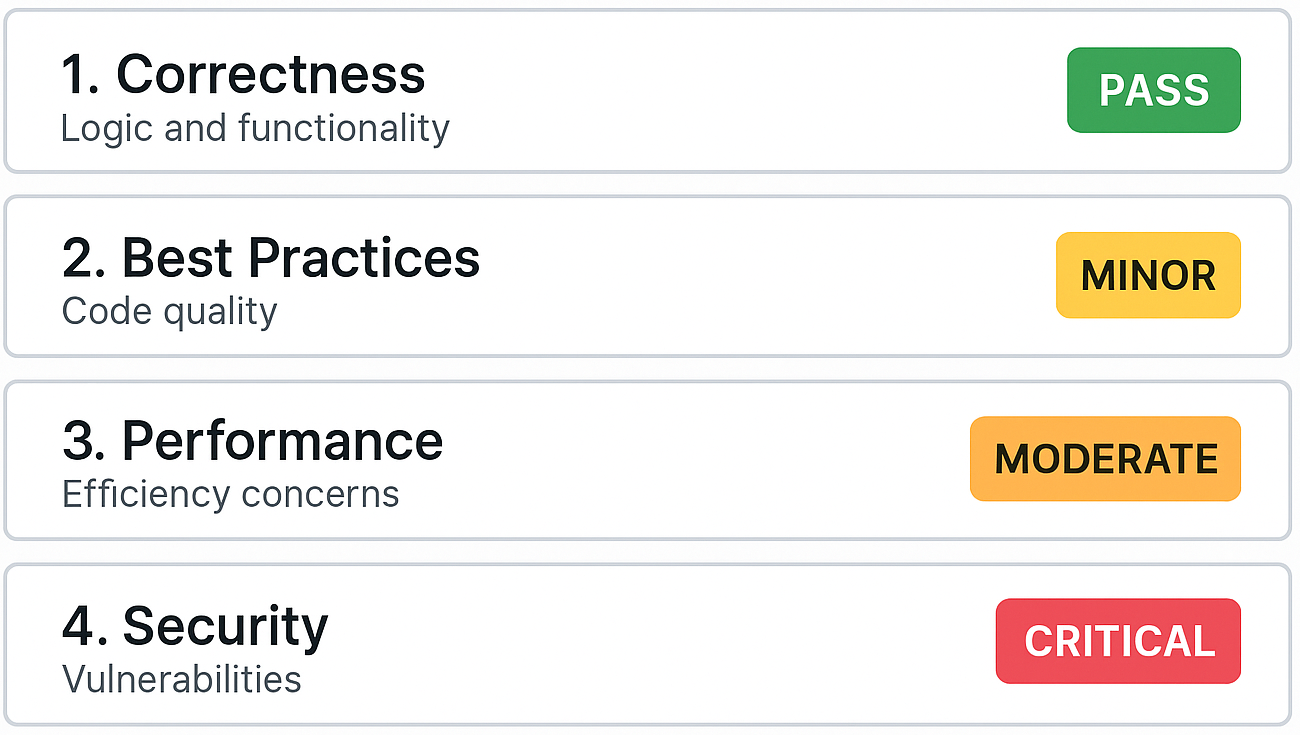 1. Correctness
Logic and functionality
PASS
2. Best Practices
Code quality
MINOR
3. Performance
Efficiency concerns
MODERATE
4. Security
Vulnerabilities
CRITICAL